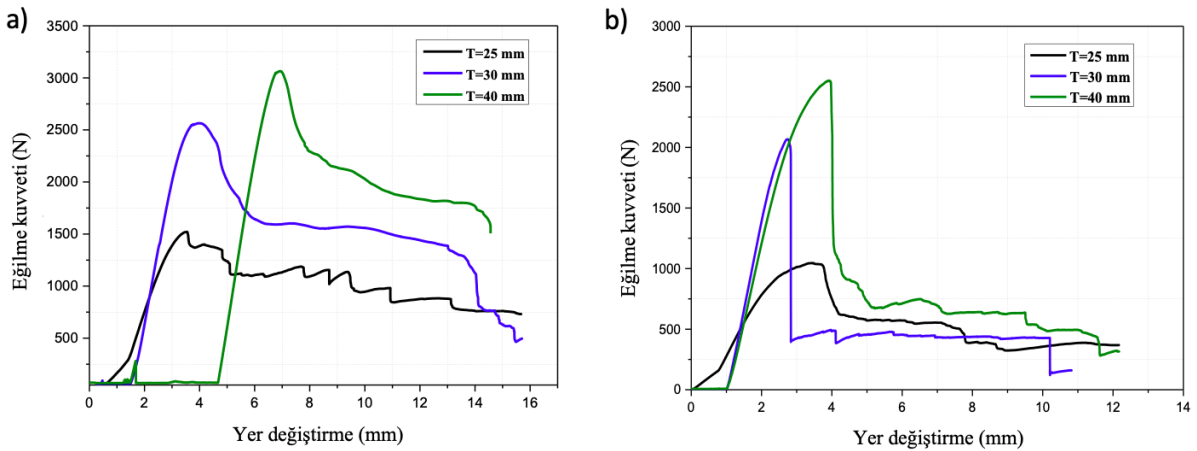 a)
Eğilme kuvveti (N)
3500
3000
2500
2000
1500
1000
500
0 2 4 6 8 10 12 14 16
Yer değiştirme (mm)
T=25 mm
T=30 mm
T=40 mm
b)
Eğilme kuvveti (N)
3000
2500
2000
1500
1000
500
0
0 2 4 6 8 10 12 14
Yer değiştirme (mm)
T=25 mm
T=30 mm
T=40 mm